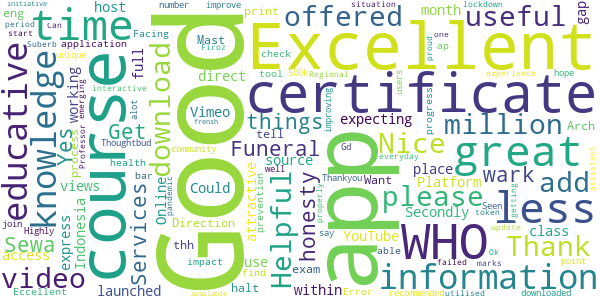 Good
app
Excellent
certificate
course
WHO
great
less
time
information
educative
knowledge
video
download
offered
useful
million
Nice
please
add
Thank
Helpful
honesty
Funeral
things
Get
Yes
Sewa
Services
wark
Could
Vimeo
Mast
host
direct
Working
full
expecting
month
gap
print
Facing
eng
Suberb
period
Can
application
number
improve
start
initiative
interactive
Firoz
check
tool
500k
Regional
situation
lockdown
unique
proud
one
ap
users
experience
hope
progress
improving
emerging
Professor
Thoughtbud
process
health
alot
bar
views
express
Indonesia
access
join
Highly
Eccellent
launched
Online
pandemic
frensh
community
tell
source
attractive
Direction
thh
impact
use
find
halt
available
prevention
well
exam
within
Want
YouTube
Error
able
say
Thankyou
Gd
everyday
properly
place
Platform
Secondly
Seen
token
class
Arch
getting
update
Ok
failed
marks
point
recommended
utilised
downloaded
assistant